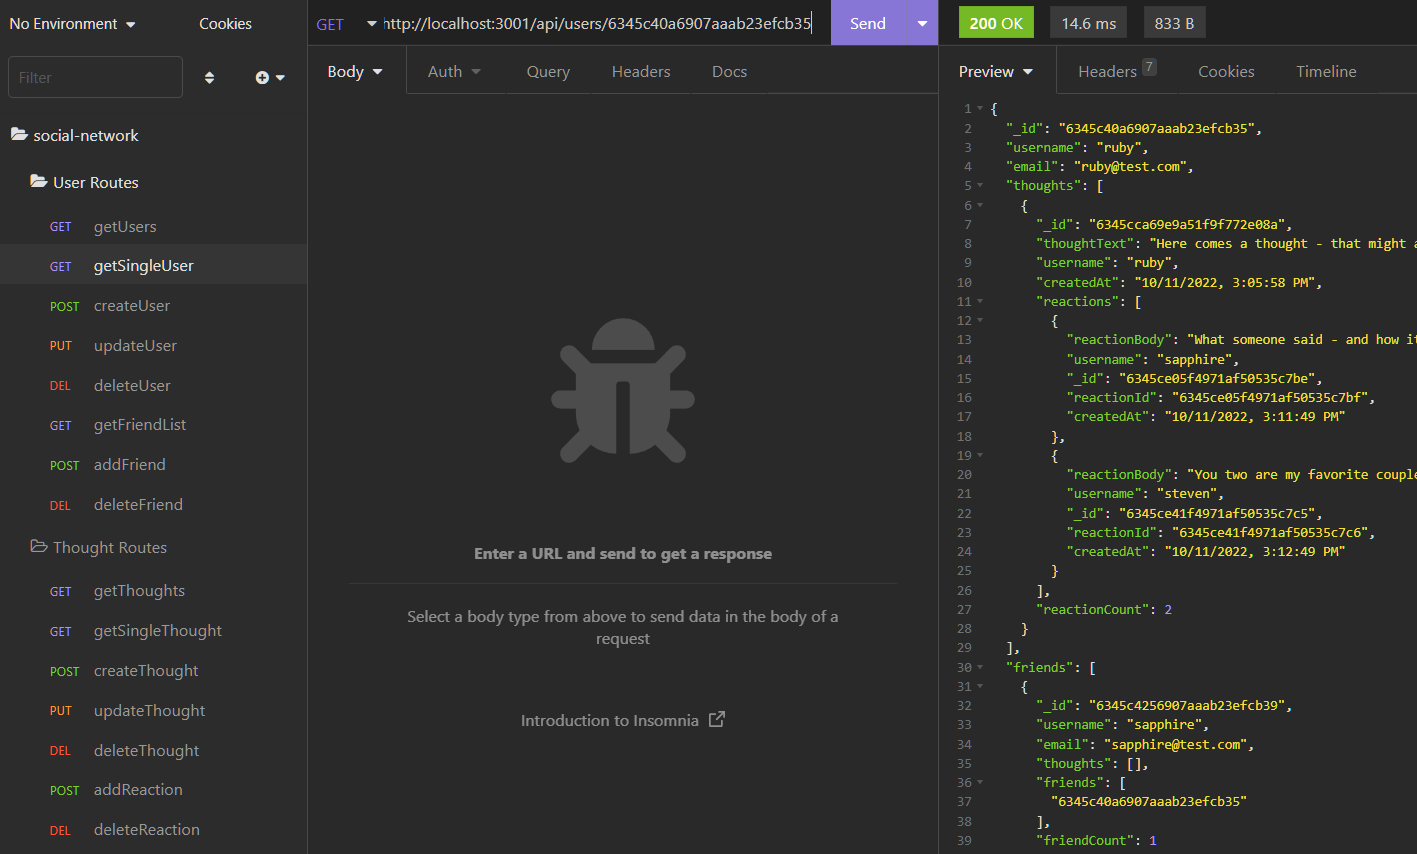 No Environment
Cookies
Filter
social-network
User Routes
GET getUsers
GET getSingleUser
POST createUser
PUT updateUser
DEL deleteUser
GET getFriendList
POST addFriend
DEL deleteFriend
Thought Routes
GET getThoughts
GET getSingleThought
POST createThought
PUT updateThought
DEL deleteThought
POST addReaction
DEL deleteReaction
GET http://localhost:3001/api/users/6345c40a6907aaab23efcb35 Send
Body Auth Query Headers Docs
Enter a URL and send to get a response
Select a body type from above to send data in the body of a
request
Introduction to Insomnia
200 OK 14.6 ms 833 B
Preview Headers 7 Cookies Timeline
1 {
2 "_id": "6345c40a6907aaab23efcb35",
3 "username": "ruby",
4 "email": "ruby@test.com",
5 "thoughts": [
6 {
7 "_id": "6345cca69e9a51f9f772e08a",
8 "thoughtText": "Here comes a thought - that might a
9 "username": "ruby",
10 "createdAt": "10/11/2022, 3:05:58 PM",
11 "reactions": [
12 {
13 "reactionBody": "What someone said - and how it
14 "username": "sapphire",
15 "_id": "6345ce05f4971af50535c7be",
16 "reactionId": "6345ce05f4971af50535c7bf",
17 "createdAt": "10/11/2022, 3:11:49 PM"
18 },
19 {
20 "reactionBody": "You two are my favorite couple
21 "username": "steven",
22 "_id": "6345ce41f4971af50535c7c5",
23 "reactionId": "6345ce41f4971af50535c7c6",
24 "createdAt": "10/11/2022, 3:12:49 PM"
25 }
26 ],
27 "reactionCount": 2
28 }
29 ],
30 "friends": [
31 {
32 "_id": "6345c4256907aaab23efcb39",
33 "username": "sapphire",
34 "email": "sapphire@test.com",
35 "thoughts": [],
36 "friends": [
37 "6345c40a6907aaab23efcb35"
38 ],
39 "friendCount": 1